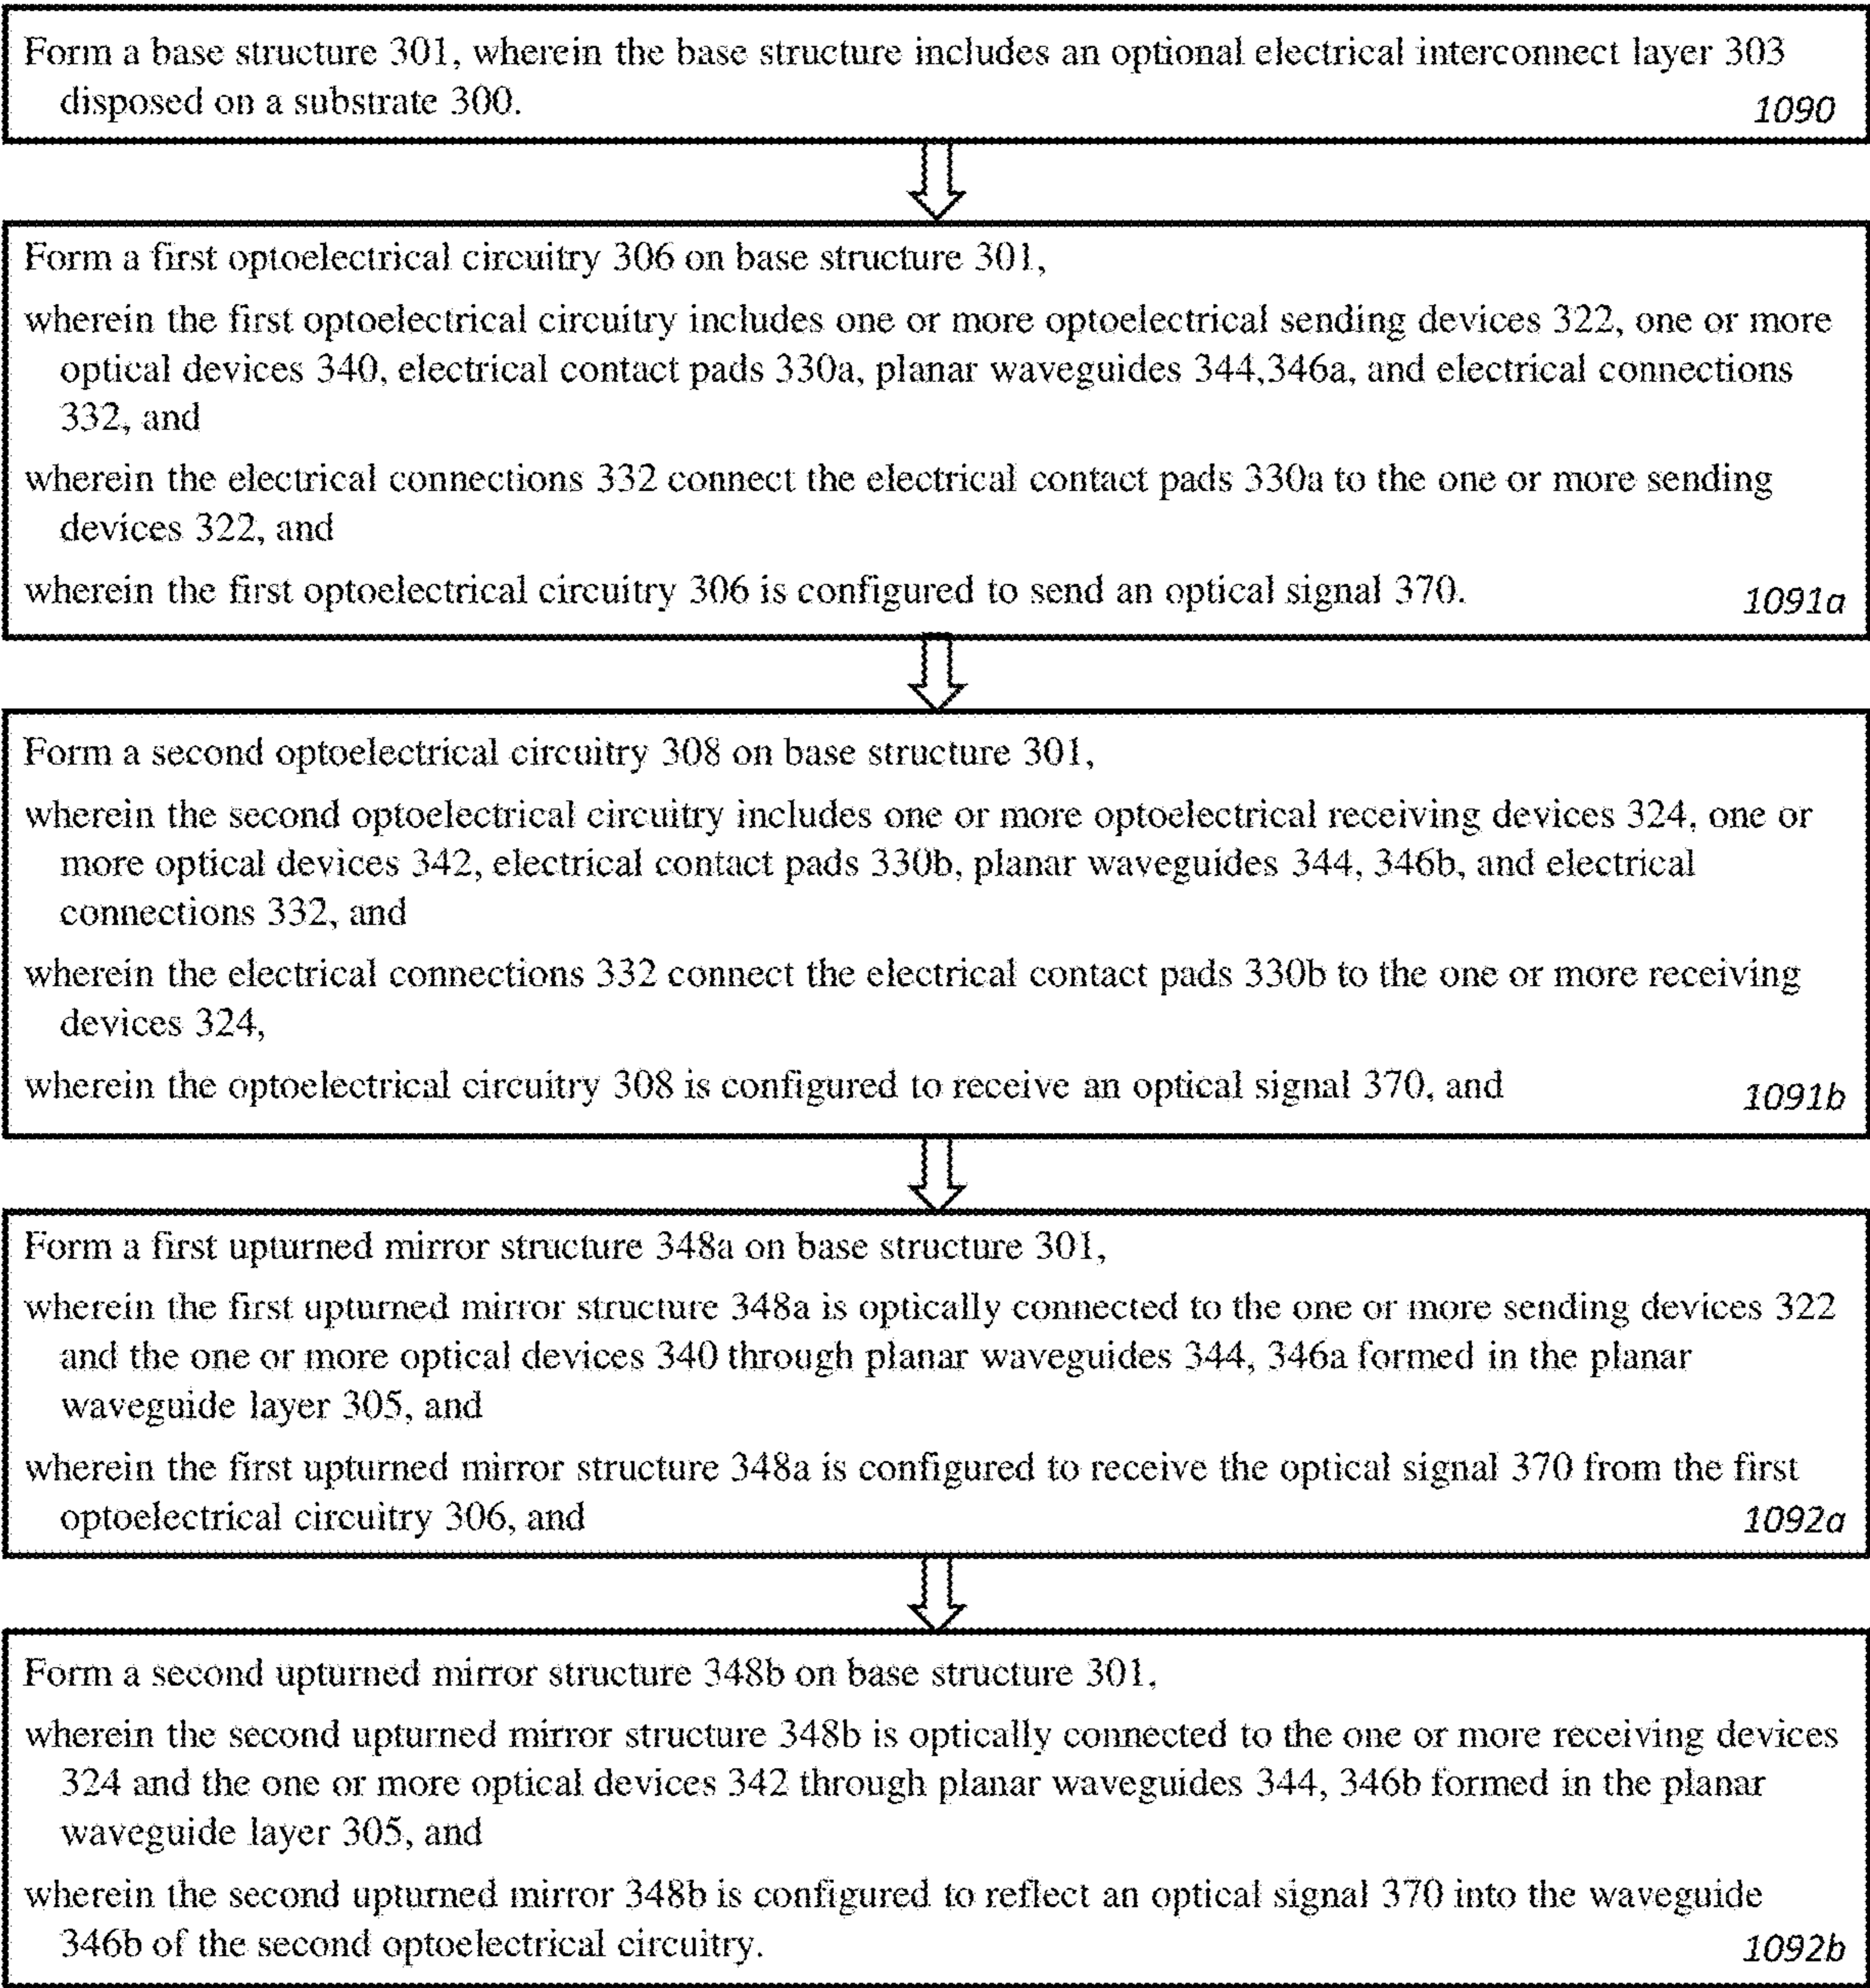 Form a base structure 301, wherein the base structure includes an optional electrical interconnect layer 303
disposed on a substrate 300.
1090
Form a first optoelectrical circuitry 306 on base structure 301,
wherein the first optoelectrical circuitry includes one or more optoelectrical sending devices 322, one or more
optical devices 340, electrical contact pads 330a, planar waveguides 344,346a, and electrical connections
332, and
wherein the electrical connections 332 connect the electrical contact pads 330a to the one or more sending
devices 322, and
wherein the first optoelectrical circuitry 306 is configured to send an optical signal 370.
1091a
Form a second optoelectrical circuitry 308 on base structure 301,
wherein the second optoelectrical circuitry includes one or more optoelectrical receiving devices 324, one or
more optical devices 342, electrical contact pads 330b, planar waveguides 344, 346b, and electrical
connections 332, and
wherein the electrical connections 332 connect the electrical contact pads 330b to the one or more receiving
devices 324,
wherein the optoelectrical circuitry 308 is configured to receive an optical signal 370, and
1091b
Form a first upturned mirror structure 348a on base structure 301,
wherein the first upturned mirror structure 348a is optically connected to the one or more sending devices 322
and the one or more optical devices 340 through planar waveguides 344, 346a formed in the planar
waveguide layer 305, and
wherein the first upturned mirror structure 348a is configured to receive the optical signal 370 from the first
optoelectrical circuitry 306, and
1092a
Form a second upturned mirror structure 348b on base structure 301,
wherein the second upturned mirror structure 348b is optically connected to the one or more receiving devices
324 and the one or more optical devices 342 through planar waveguides 344, 346b formed in the planar
waveguide layer 305, and
wherein the second upturned mirror 348b is configured to reflect an optical signal 370 into the waveguide
346b of the second optoelectrical circuitry.
1092b